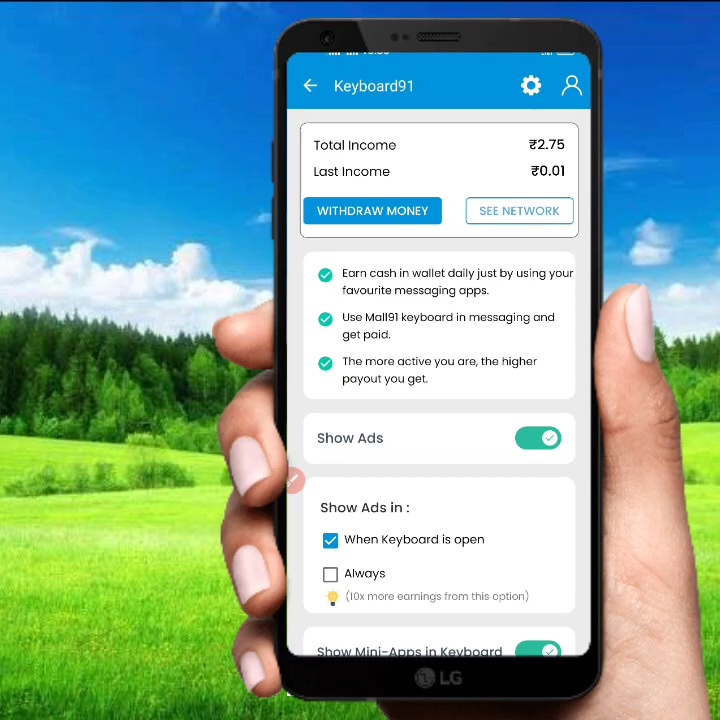 Keyboard91
Total Income ₹2.75
Last Income ₹0.01
WITHDRAW MONEY SEE NETWORK
Earn cash in wallet daily just by using your
favourite messaging apps.
Use Mall91 keyboard in messaging and
get paid.
The more active you are, the higher
payout you get.
Show Ads
Show Ads in :
When Keyboard is open
Always
(10x more earnings from this option)
Show Mini-Apps in Keyboard
LG